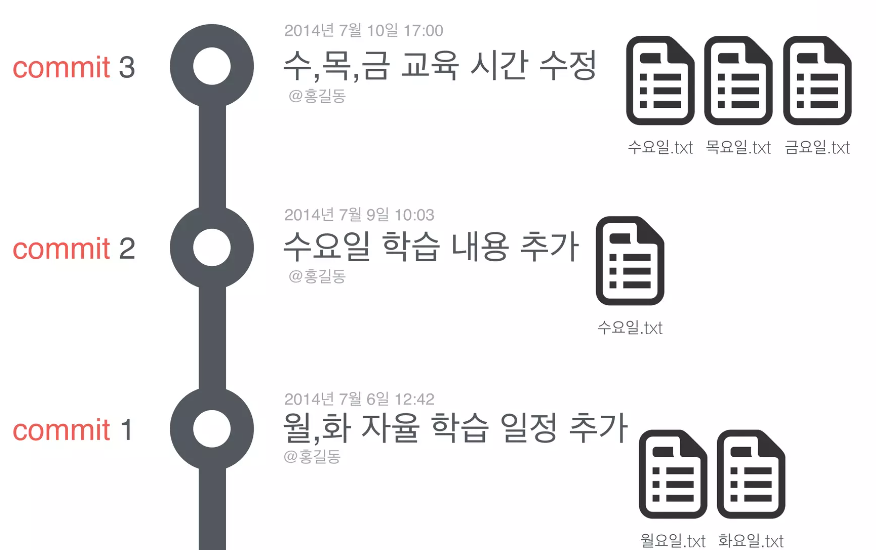 2014년 7월 10일 17:00
commit 3
수,목,금 교육 시간 수정
@홍길동
수요일.txt 목요일.txt 금요일.txt
2014년 7월 9일 10:03
commit 2
수요일 학습 내용 추가
@홍길동
수요일.txt
2014년 7월 6일 12:42
commit 1
월,화 자율 학습 일정 추가
@홍길동
월요일.txt 화요일.txt